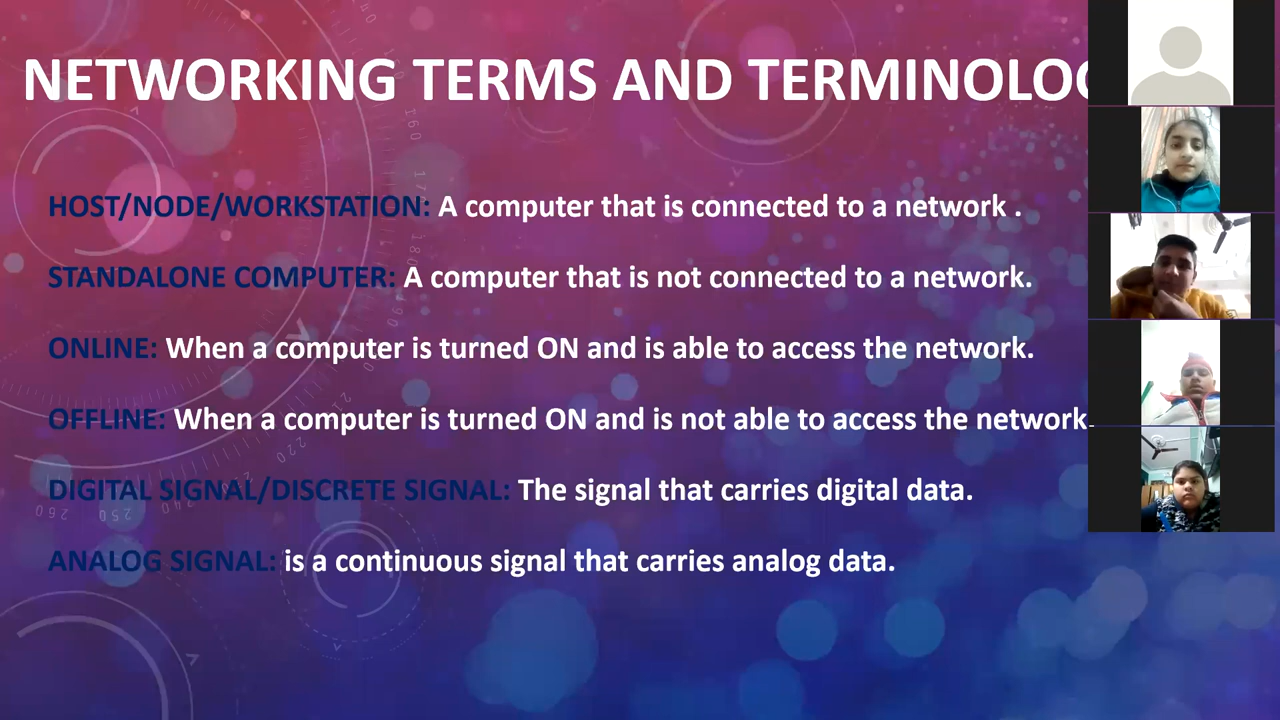 NETWORKING TERMS AND TERMINOLOG
HOST/NODE/WORKSTATION: A computer that is connected to a network .
STANDALONE COMPUTER: A computer that is not connected to a network.
ONLINE: When a computer is turned ON and is able to access the network.
OFFLINE: When a computer is turned ON and is not able to access the network.
DIGITAL SIGNAL/DISCRETE SIGNAL: The signal that carries digital data.
ANALOG SIGNAL: is a continuous signal that carries analog data.